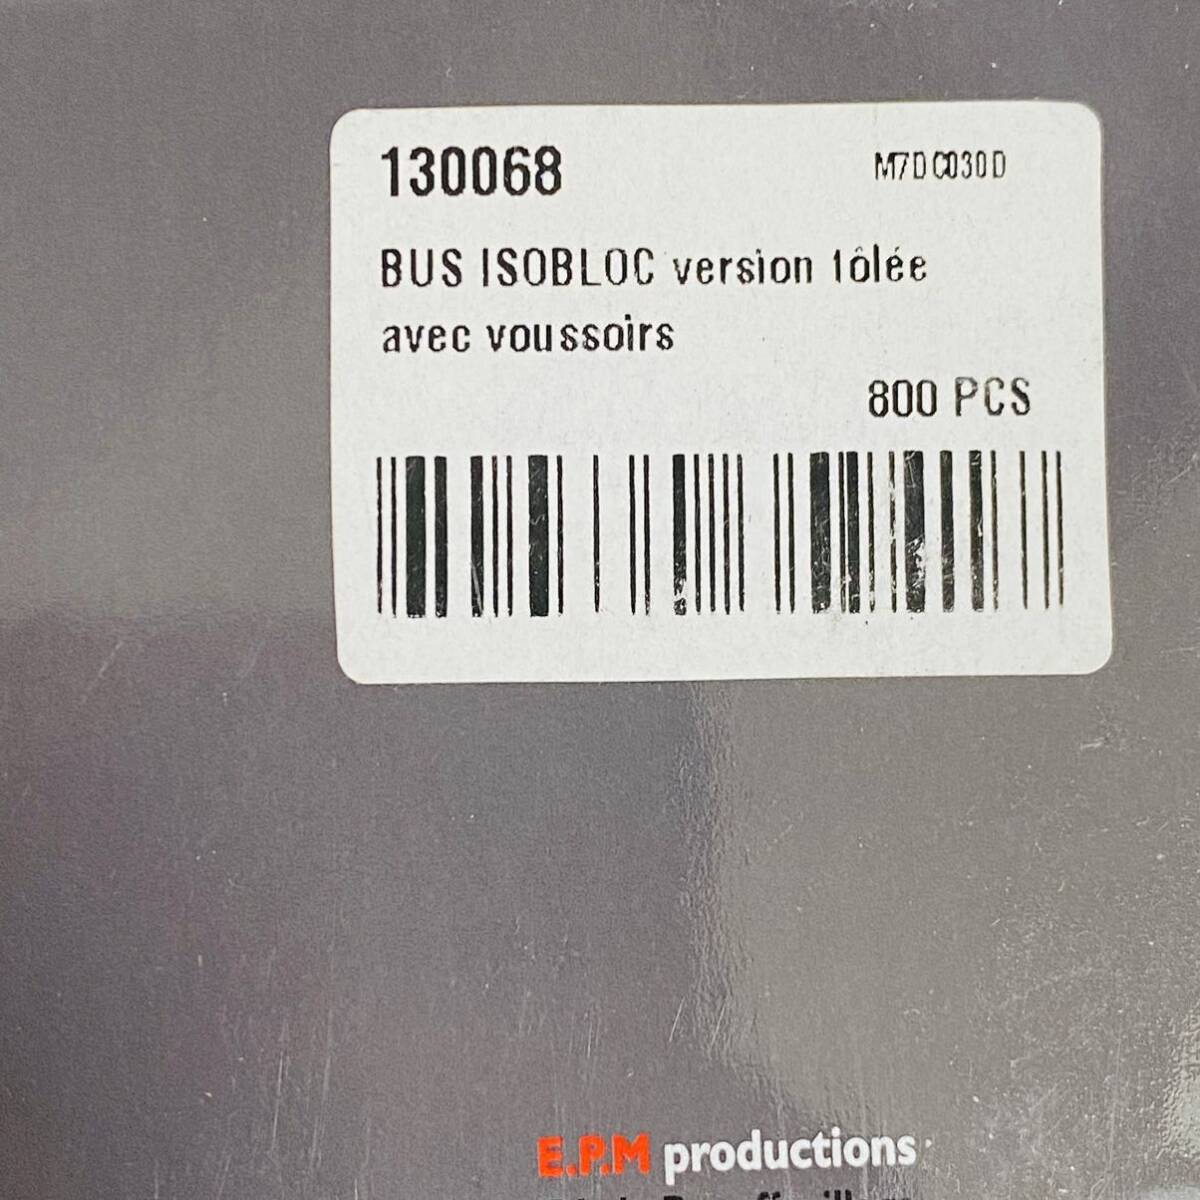 130068 M7DC030D
BUS ISOBLOC version tôlée
avec voussoirs
800 PCS
E.P.M productions